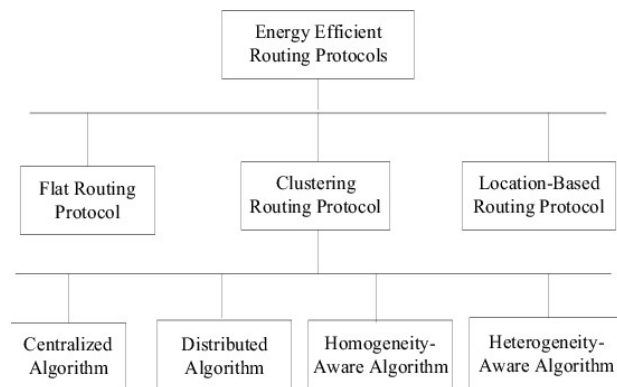 Energy Efficient
Routing Protocols
Flat Routing
Protocol
Clustering
Routing Protocol
Location-Based
Routing Protocol
Centralized
Algorithm
Distributed
Algorithm
Homogeneity-
Aware Algorithm
Heterogeneity-
Aware Algorithm